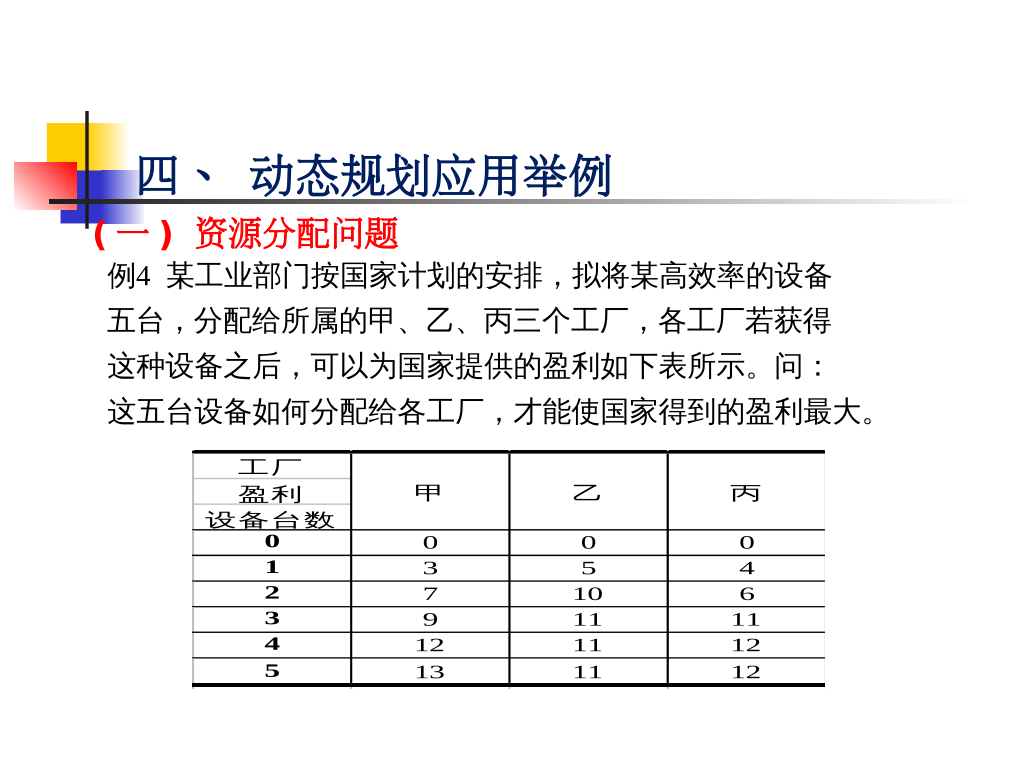 四、 动态规划应用举例
(一) 资源分配问题
例4 某工业部门按国家计划的安排，拟将某高效率的设备
五台，分配给所属的甲、乙、丙三个工厂，各工厂若获得
这种设备之后，可以为国家提供的盈利如下表所示。问：
这五台设备如何分配给各工厂，才能使国家得到的盈利最大。
工厂
盈利 甲 乙 丙
设备台数
0 0 0 0
1 3 5 4
2 7 10 6
3 9 11 11
4 12 11 12
5 13 11 12